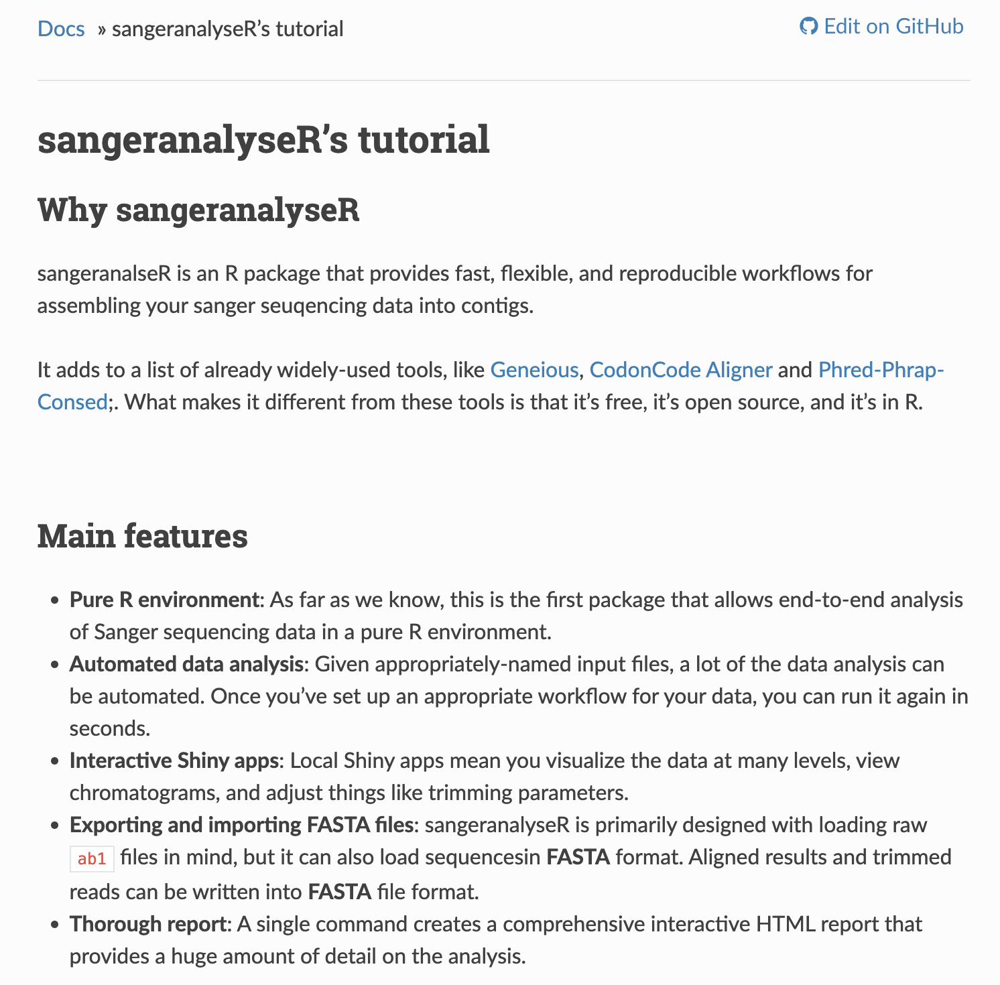 Docs » sangeranalyseR’s tutorial
Edit on GitHub
sangeranalyseR’s tutorial
Why sangeranalyseR
sangeranalseR is an R package that provides fast, flexible, and reproducible workflows for
assembling your sanger seuqencing data into contigs.
It adds to a list of already widely-used tools, like Geneious, CodonCode Aligner and Phred-Phrap-
Consed;. What makes it different from these tools is that it’s free, it’s open source, and it’s in R.
Main features
• Pure R environment: As far as we know, this is the first package that allows end-to-end analysis
of Sanger sequencing data in a pure R environment.
• Automated data analysis: Given appropriately-named input files, a lot of the data analysis can
be automated. Once you’ve set up an appropriate workflow for your data, you can run it again in
seconds.
• Interactive Shiny apps: Local Shiny apps mean you visualize the data at many levels, view
chromatograms, and adjust things like trimming parameters.
• Exporting and importing FASTA files: sangeranalyseR is primarily designed with loading raw
ab1 files in mind, but it can also load sequencesin FASTA format. Aligned results and trimmed
reads can be written into FASTA file format.
• Thorough report: A single command creates a comprehensive interactive HTML report that
provides a huge amount of detail on the analysis.